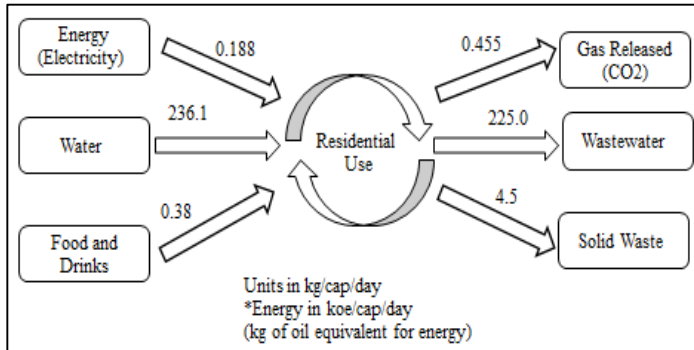 Energy
(Electricity)
0.188
0.455
Gas Released
(CO2)
Water
236.1
Residential
Use
225.0
Wastewater
Food and
Drinks
0.38
4.5
Solid Waste
Units in kg/cap/day
*Energy in koe/cap/day
(kg of oil equivalent for energy)